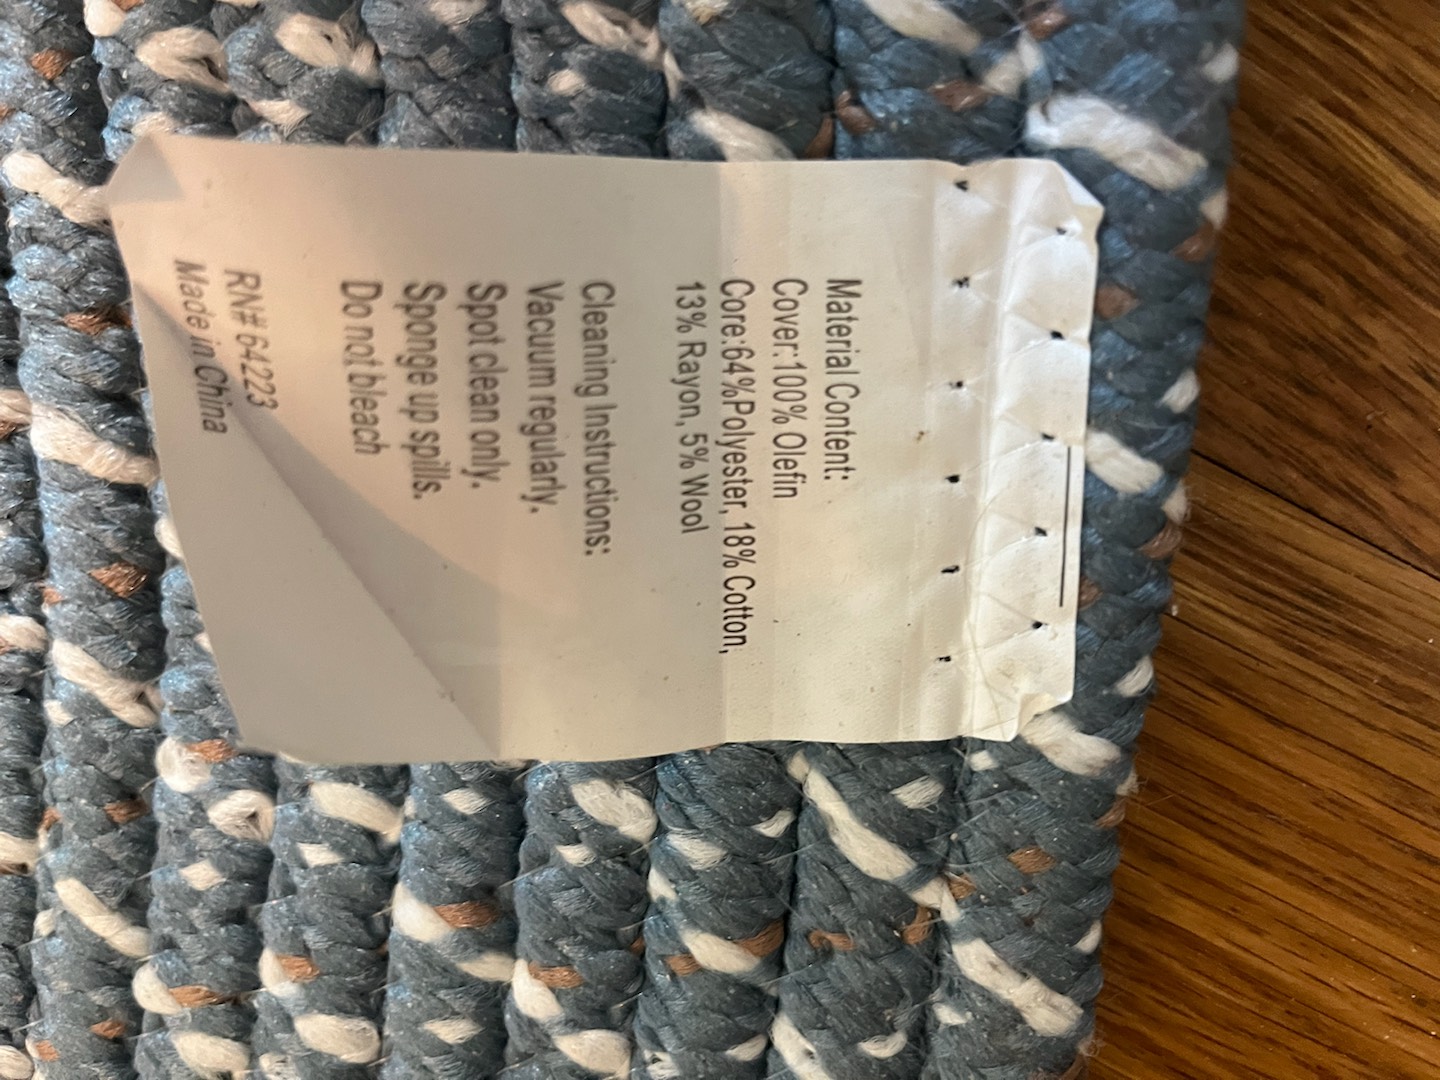 Material Content:
Cover:100% Olefin
Core:64%Polyester, 18% Cotton,
13% Rayon, 5% Wool
Cleaning Instructions:
Vacuum regularly.
Spot clean only.
Sponge up spills.
Do not bleach
RN# 64223
Made in China